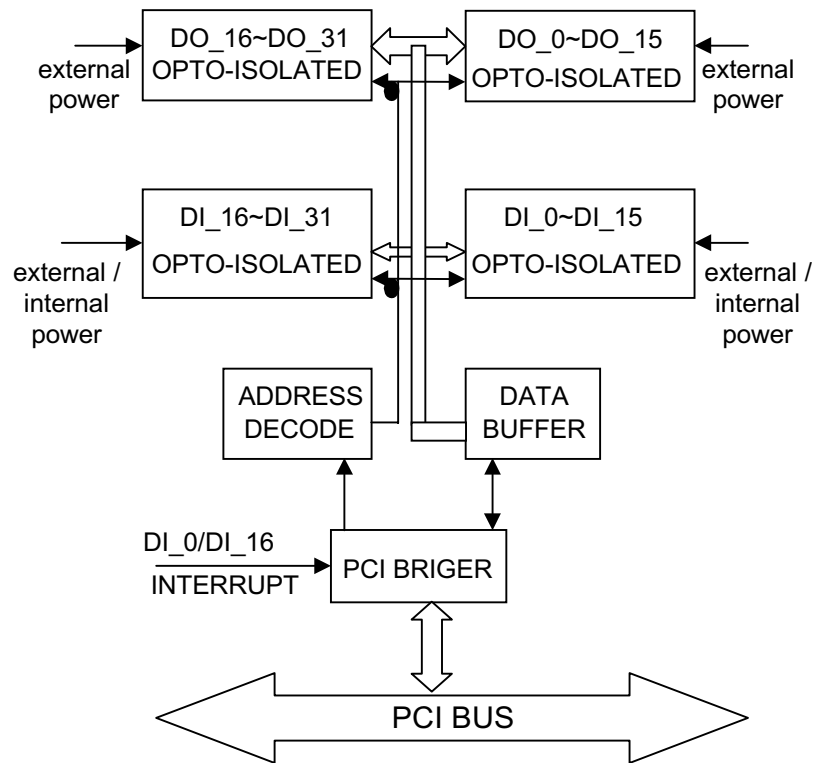 DO_16~DO_31
OPTO-ISOLATED
DO_0~DO_15
OPTO-ISOLATED
external
power
external
power
DI_16~DI_31
OPTO-ISOLATED
DI_0~DI_15
OPTO-ISOLATED
external /
internal
power
external /
internal
power
ADDRESS
DECODE
DATA
BUFFER
DI_0/DI_16
INTERRUPT
PCI BRIGER
PCI BUS